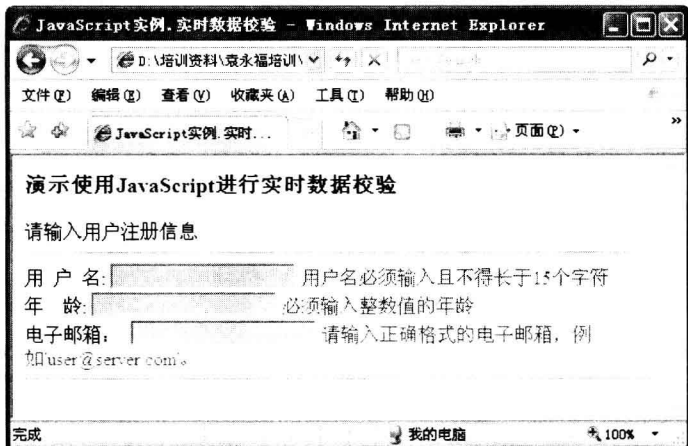 JavaScript实例.实时数据校验 - Windows Internet Explorer
D:\培训资料\袁永福培训\
文件(F) 编辑(E) 查看(V) 收藏夹(A) 工具(T) 帮助(H)
JavaScript实例.实时... 页面(P) »
演示使用JavaScript进行实时数据校验
请输入用户注册信息
用 户 名: 用户名必须输入且不得长于15个字符
年 龄: 必须输入整数值的年龄
电子邮箱: 请输入正确格式的电子邮箱，例
如'user@server.com'。
完成 我的电脑 100%